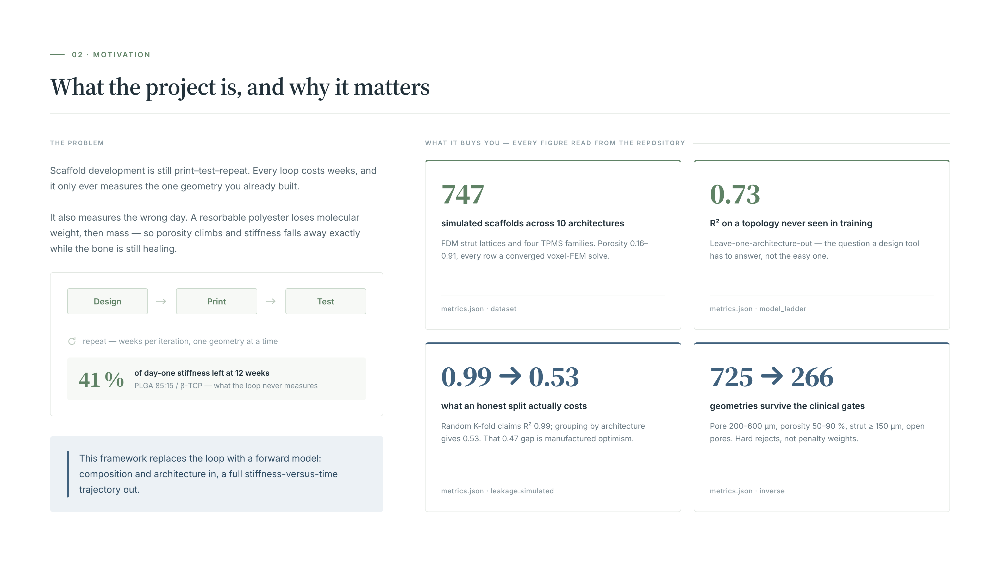 02 · MOTIVATION
What the project is, and why it matters
THE PROBLEM
Scaffold development is still print–test–repeat. Every loop costs weeks, and
it only ever measures the one geometry you already built.
It also measures the wrong day. A resorbable polyester loses molecular
weight, then mass — so porosity climbs and stiffness falls away exactly
while the bone is still healing.
Design → Print → Test
repeat — weeks per iteration, one geometry at a time
41 %
of day-one stiffness left at 12 weeks
PLGA 85:15 / β-TCP — what the loop never measures
This framework replaces the loop with a forward model:
composition and architecture in, a full stiffness-versus-time
trajectory out.
WHAT IT BUYS YOU — EVERY FIGURE READ FROM THE REPOSITORY
747
simulated scaffolds across 10 architectures
FDM strut lattices and four TPMS families. Porosity 0.16–
0.91, every row a converged voxel-FEM solve.
metrics.json · dataset
0.73
R² on a topology never seen in training
Leave-one-architecture-out — the question a design tool
has to answer, not the easy one.
metrics.json · model_ladder
0.99 → 0.53
what an honest split actually costs
Random K-fold claims R² 0.99; grouping by architecture
gives 0.53. That 0.47 gap is manufactured optimism.
metrics.json · leakage.simulated
725 → 266
geometries survive the clinical gates
Pore 200–600 µm, porosity 50–90 %, strut ≥ 150 µm, open
pores. Hard rejects, not penalty weights.
metrics.json · inverse